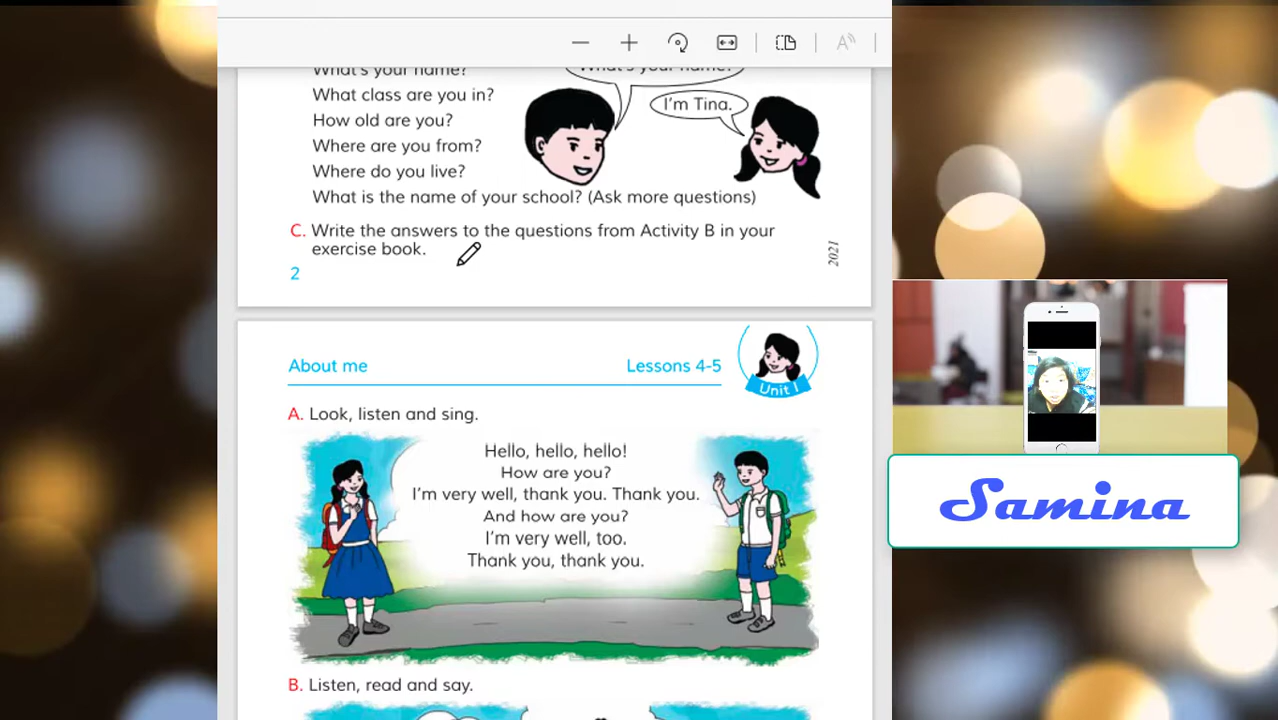 What's your name?
What's your name?
What class are you in?
I'm Tina.
How old are you?
Where are you from?
Where do you live?
What is the name of your school? (Ask more questions)
C. Write the answers to the questions from Activity B in your
exercise book.
2
2021
About me
Lessons 4-5
Unit 1
A. Look, listen and sing.
Hello, hello, hello!
How are you?
I'm very well, thank you. Thank you.
And how are you?
I'm very well, too.
Thank you, thank you.
B. Listen, read and say.
Samina